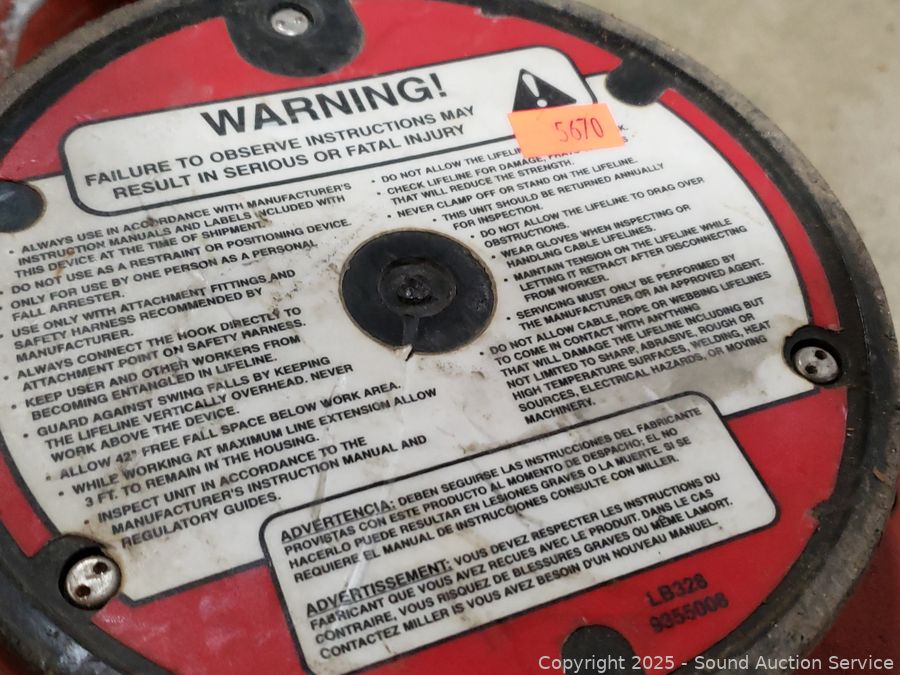 WARNING!
FAILURE TO OBSERVE INSTRUCTIONS MAY
RESULT IN SERIOUS OR FATAL INJURY
5670
• ALWAYS USE IN ACCORDANCE WITH MANUFACTURER'S
INSTRUCTION MANUALS AND LABELS INCLUDED WITH
THIS DEVICE AT THE TIME OF SHIPMENT.
DO NOT USE AS A RESTRAINT OR POSITIONING DEVICE.
ONLY FOR USE BY ONE PERSON AS A PERSONAL
FALL ARRESTER.
USE ONLY WITH ATTACHMENT FITTINGS AND
SAFETY HARNESS RECOMMENDED BY
MANUFACTURER.
• ALWAYS CONNECT THE HOOK DIRECTLY TO
ATTACHMENT POINT ON SAFETY HARNESS.
• KEEP USER AND OTHER WORKERS FROM
BECOMING ENTANGLED IN LIFELINE.
• GUARD AGAINST SWING FALLS BY KEEPING
THE LIFELINE VERTICALLY OVERHEAD. NEVER
WORK ABOVE THE DEVICE.
• ALLOW 42" FREE FALL SPACE BELOW WORK AREA.
• WHILE WORKING AT MAXIMUM LINE EXTENSION ALLOW
3 FT. TO REMAIN IN THE HOUSING.
• INSPECT UNIT IN ACCORDANCE TO THE
MANUFACTURER'S INSTRUCTION MANUAL AND
REGULATORY GUIDES.
• DO NOT ALLOW THE
• CHECK LIFELINE FOR DAMAGE,
THAT WILL REDUCE THE STRENGTH.
• NEVER CLAMP OFF OR STAND ON THE LIFELINE.
• THIS UNIT SHOULD BE RETURNED ANNUALLY
FOR INSPECTION.
• DO NOT ALLOW THE LIFELINE TO DRAG OVER
OBSTRUCTIONS.
• WEAR GLOVES WHEN INSPECTING OR
HANDLING CABLE LIFELINES.
• MAINTAIN TENSION ON THE LIFELINE WHILE
LETTING IT RETRACT AFTER DISCONNECTING
FROM WORKER.
• SERVICING MUST ONLY BE PERFORMED BY
THE MANUFACTURER OR AN APPROVED AGENT.
• DO NOT ALLOW CABLE, ROPE OR WEBBING LIFELINES
TO COME IN CONTACT WITH ANYTHING
THAT WILL DAMAGE THE LIFELINE INCLUDING BUT
NOT LIMITED TO SHARP, ABRASIVE, ROUGH OR
HIGH TEMPERATURE SURFACES, WELDING, HEAT
SOURCES, ELECTRICAL HAZARDS, OR MOVING
MACHINERY.
ADVERTENCIA: DEBEN SEGUIRSE LAS INSTRUCCIONES DEL FABRICANTE
PROVISTAS CON ESTE PRODUCTO AL MOMENTO DE DESPACHO; EL NO
HACERLO PUEDE RESULTAR EN LESIONES GRAVES O LA MUERTE. SI SE
REQUIERE EL MANUAL DE INSTRUCCIONES CONSULTE CON MILLER.
ADVERTISSEMENT: VOUS DEVEZ RESPECTER LES INSTRUCTIONS DU
FABRICANT QUE VOUS AVEZ RECUES AVEC LE PRODUIT. DANS LE CAS
CONTRAIRE, VOUS RISQUEZ DE BLESSURES GRAVES OU MÊME LAMORT.
CONTACTEZ MILLER IS VOUS AVEZ BESOIN D'UN NOUVEAU MANUEL.
LB328
9355008
Copyright © 2025 - Sound Auction Service